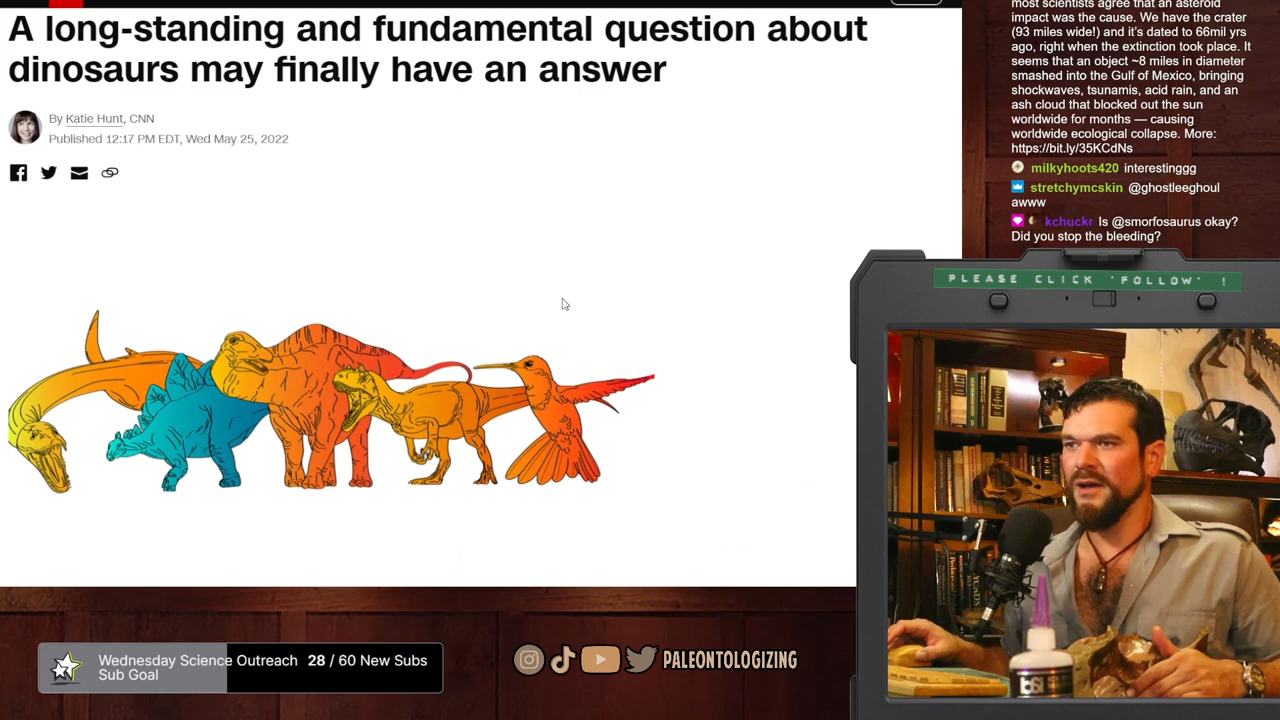 A long-standing and fundamental question about
dinosaurs may finally have an answer
By Katie Hunt, CNN
Published 12:17 PM EDT, Wed May 25, 2022
most scientists agree that an asteroid
impact was the cause. We have the crater
(93 miles wide!) and it's dated to 66mil yrs
ago, right when the extinction took place. It
seems that an object ~8 miles in diameter
smashed into the Gulf of Mexico, bringing
shockwaves, tsunamis, acid rain, and an
ash cloud that blocked out the sun
worldwide for months — causing
worldwide ecological collapse. More:
https://bit.ly/35KCdNs
milkyhoots420 interestinggg
stretchymcskin @ghostleeghoul
awww
kchuckr Is @smorfosaurus okay?
Did you stop the bleeding?
PLEASE CLICK 'FOLLOW' !
bsi
Wednesday Science Outreach 28 / 60 New Subs
Sub Goal
PALEONTOLOGIZING